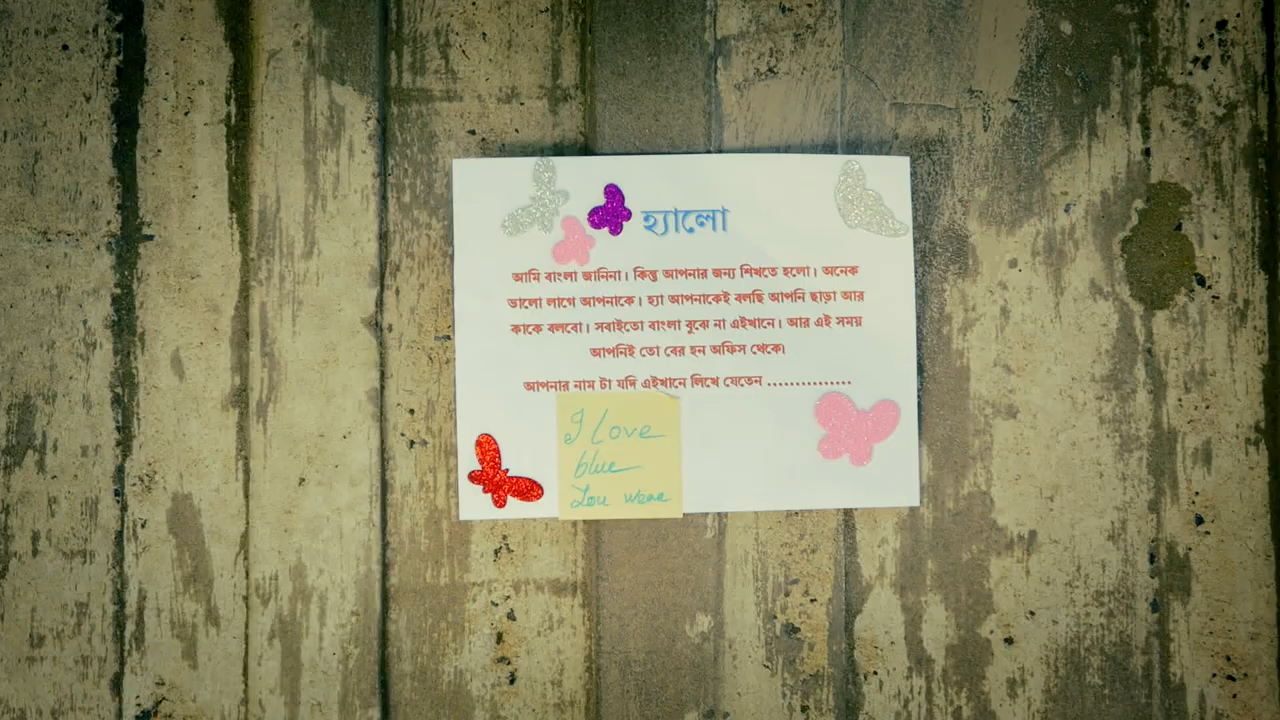 হ্যালো
আমি বাংলা জানিনা। কিন্তু আপনার জন্য শিখতে হলো। অনেক
ভালো লাগে আপনাকে। হ্যা আপনাকেই বলছি আপনি ছাড়া আর
কাকে বলবো। সবাইতো বাংলা বুঝে না এইখানে। আর এই সময়
আপনিই তো বের হন অফিস থেকে।
আপনার নাম টা যদি এইখানে লিখে যেতেন ...............
I love
blue
You wear